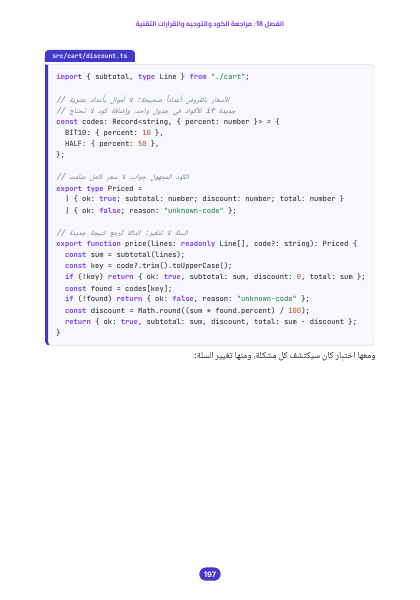 الفصل 18: مراجعة الكود والتوجيه والقرارات التقنية
src/cart/discount.ts
import { subtotal, type Line } from "./cart";
// الأسعار بالقروش أعداداً صحيحة: لا أموال بأعداد عشرية
// جديدة if الأكواد في جدول واحد، وإضافة كود لا تحتاج
const codes: Record<string, { percent: number }> = {
  BIT10: { percent: 10 },
  HALF: { percent: 50 },
};
// الكود المجهول جواب، لا سعر كامل صامت
export type Priced =
  | { ok: true; subtotal: number; discount: number; total: number }
  | { ok: false; reason: "unknown-code" };
// السلة لا تتغير: الدالة تُرجع نتيجة جديدة
export function price(lines: readonly Line[], code?: string): Priced {
  const sum = subtotal(lines);
  const key = code?.trim().toUpperCase();
  if (!key) return { ok: true, subtotal: sum, discount: 0, total: sum };
  const found = codes[key];
  if (!found) return { ok: false, reason: "unknown-code" };
  const discount = Math.round((sum * found.percent) / 100);
  return { ok: true, subtotal: sum, discount, total: sum - discount };
}
ومعها اختبار كان سيكتشف كل مشكلة، ومنها تغيير السلة:
197